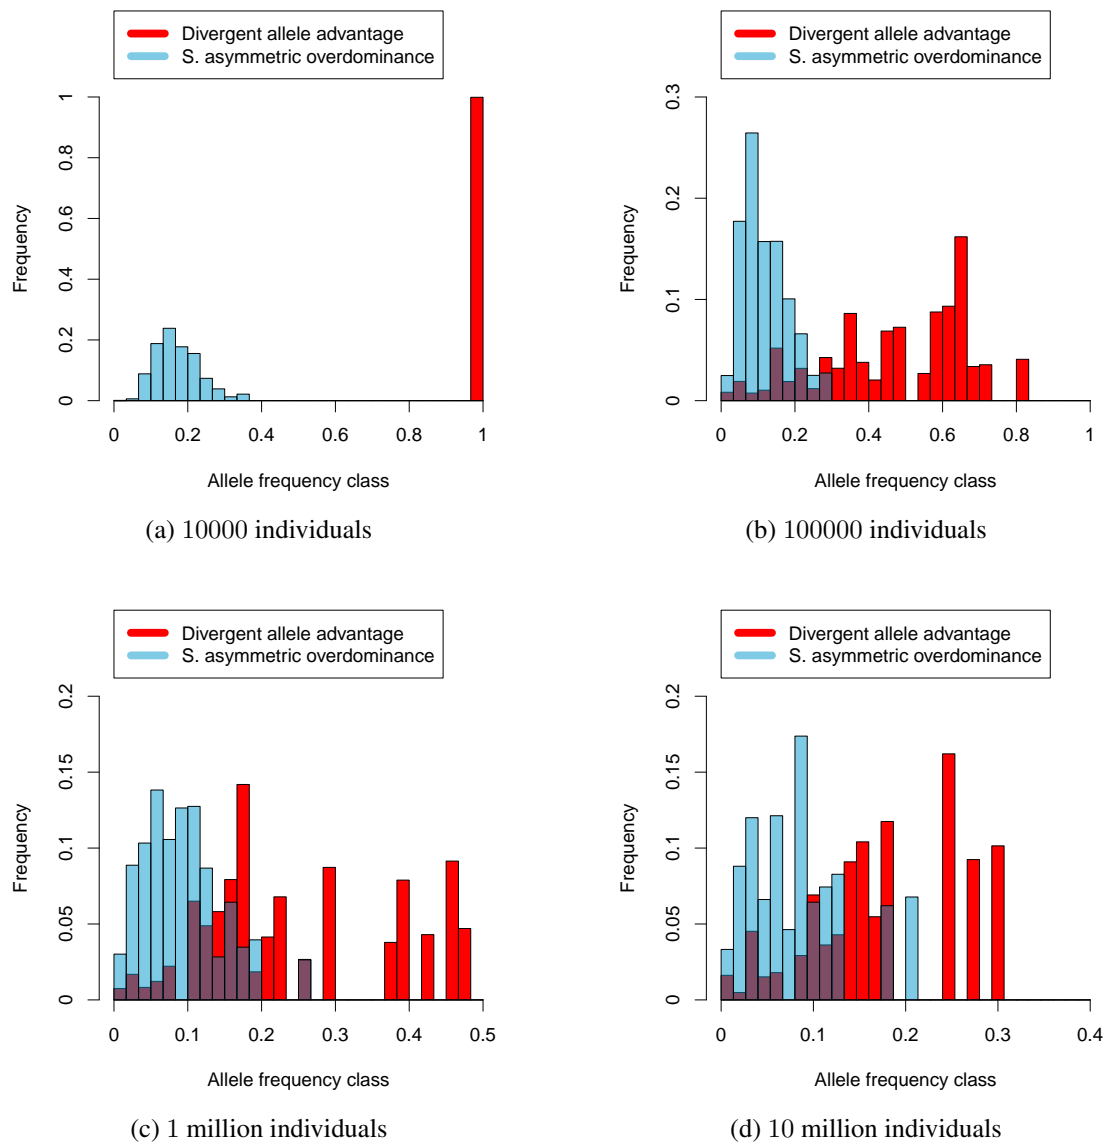 Divergent allele advantage
S. asymmetric overdominance
Frequency
0 0.2 0.4 0.6 0.8 1
0 0.2 0.4 0.6 0.8 1
Allele frequency class
(a) 10000 individuals
Divergent allele advantage
S. asymmetric overdominance
Frequency
0 0.1 0.2 0.3
0 0.2 0.4 0.6 0.8 1
Allele frequency class
(b) 100000 individuals
Divergent allele advantage
S. asymmetric overdominance
Frequency
0 0.05 0.1 0.15 0.2
0 0.1 0.2 0.3 0.4 0.5
Allele frequency class
(c) 1 million individuals
Divergent allele advantage
S. asymmetric overdominance
Frequency
0 0.05 0.1 0.15 0.2
0 0.1 0.2 0.3 0.4
Allele frequency class
(d) 10 million individuals